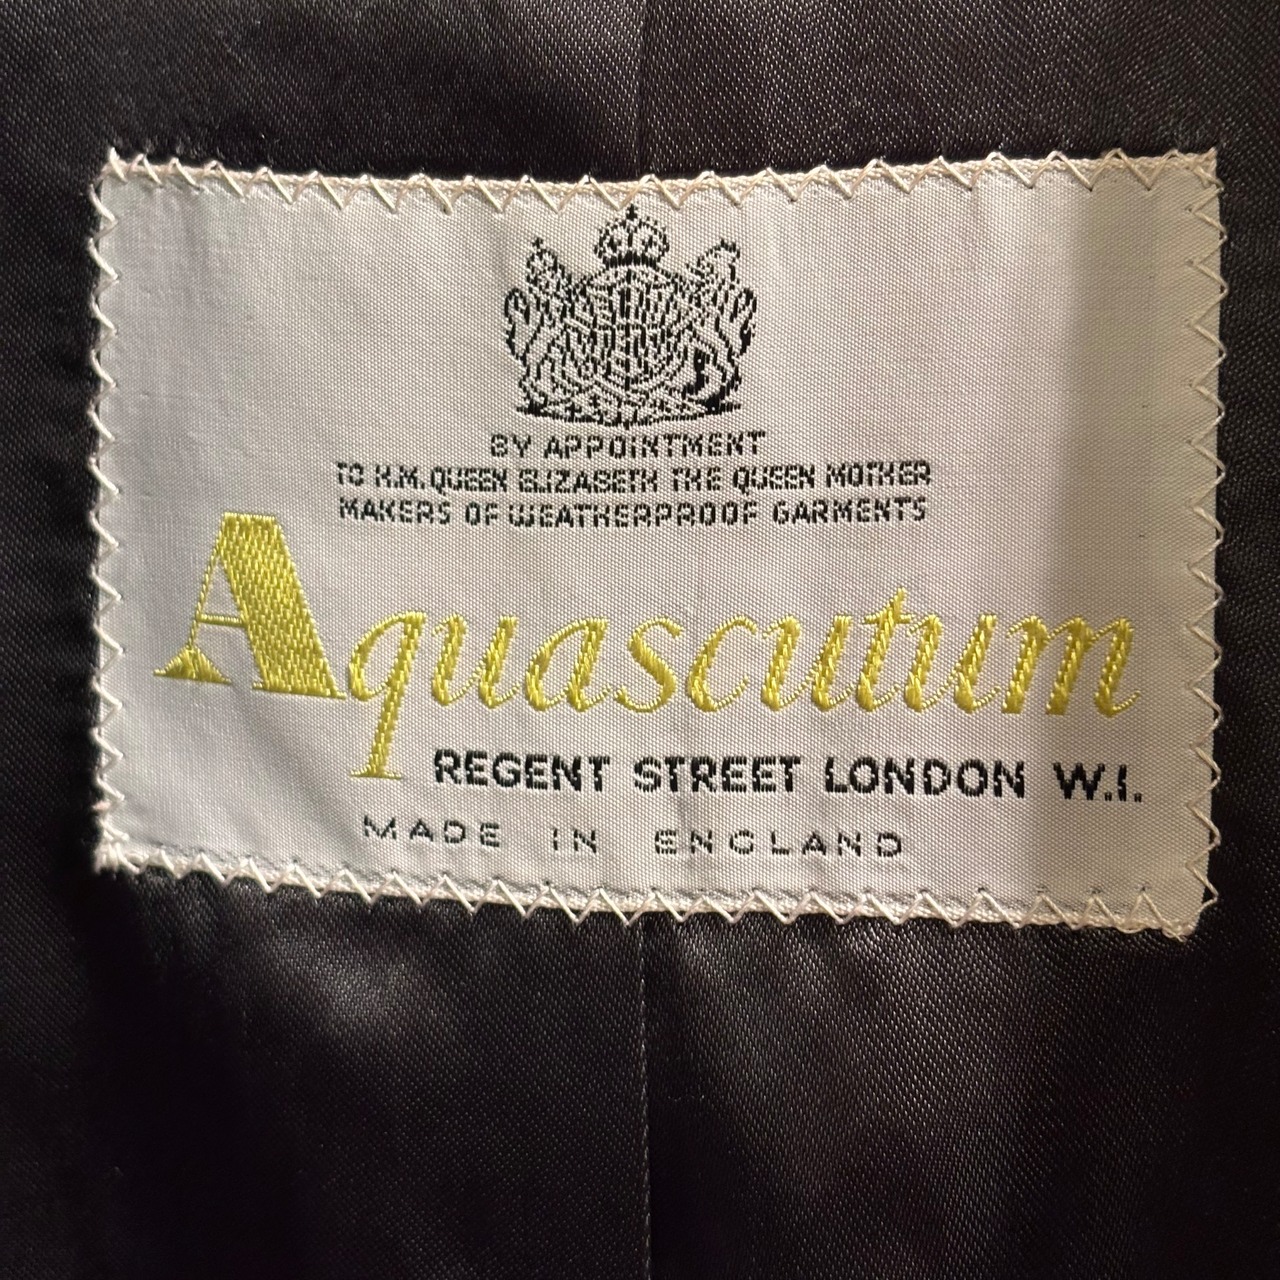 BY APPOINTMENT
TO H.M. QUEEN ELIZABETH THE QUEEN MOTHER
MAKERS OF WEATHERPROOF GARMENTS
Aquascutum
REGENT STREET LONDON W.I.
MADE IN ENGLAND